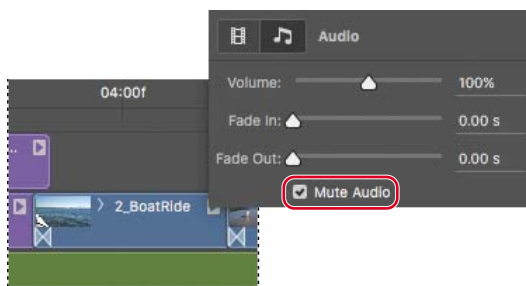 Audio
Volume: 100%
04:00f
Fade In: 0.00 s
Fade Out: 0.00 s
Mute Audio
2_BoatRide